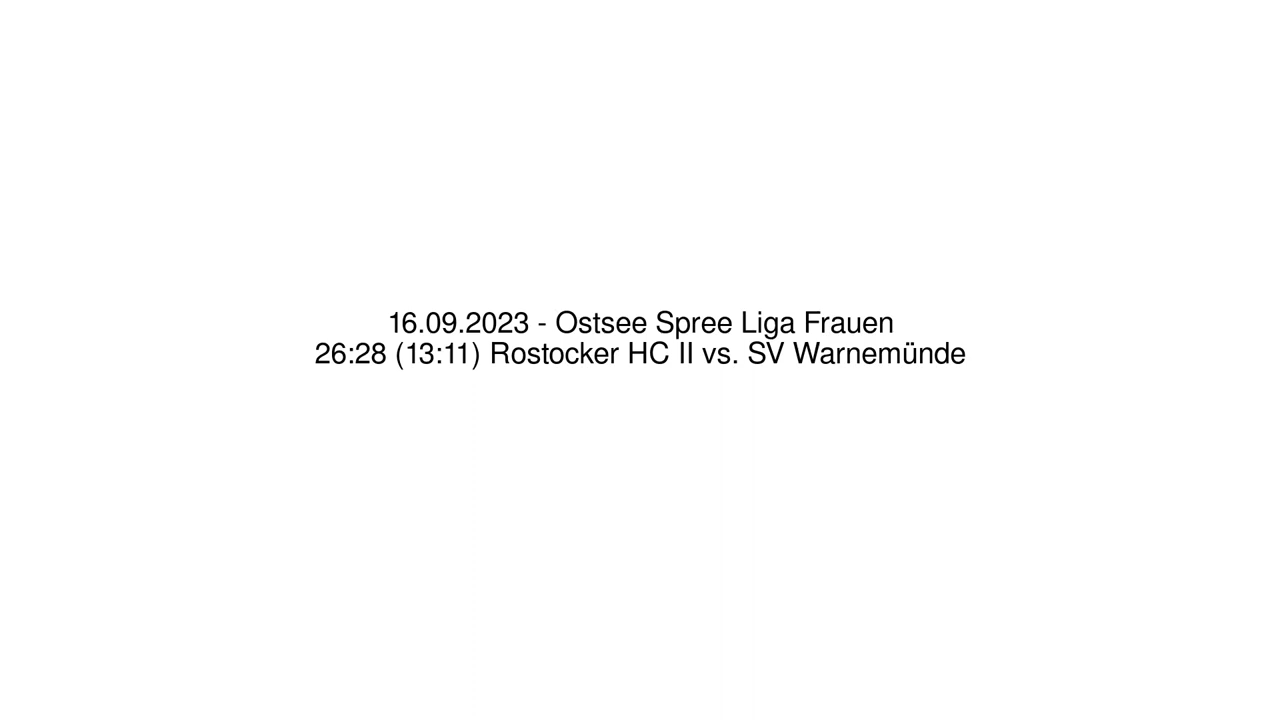 16.09.2023 - Ostsee Spree Liga Frauen
26:28 (13:11) Rostocker HC II vs. SV Warnemünde